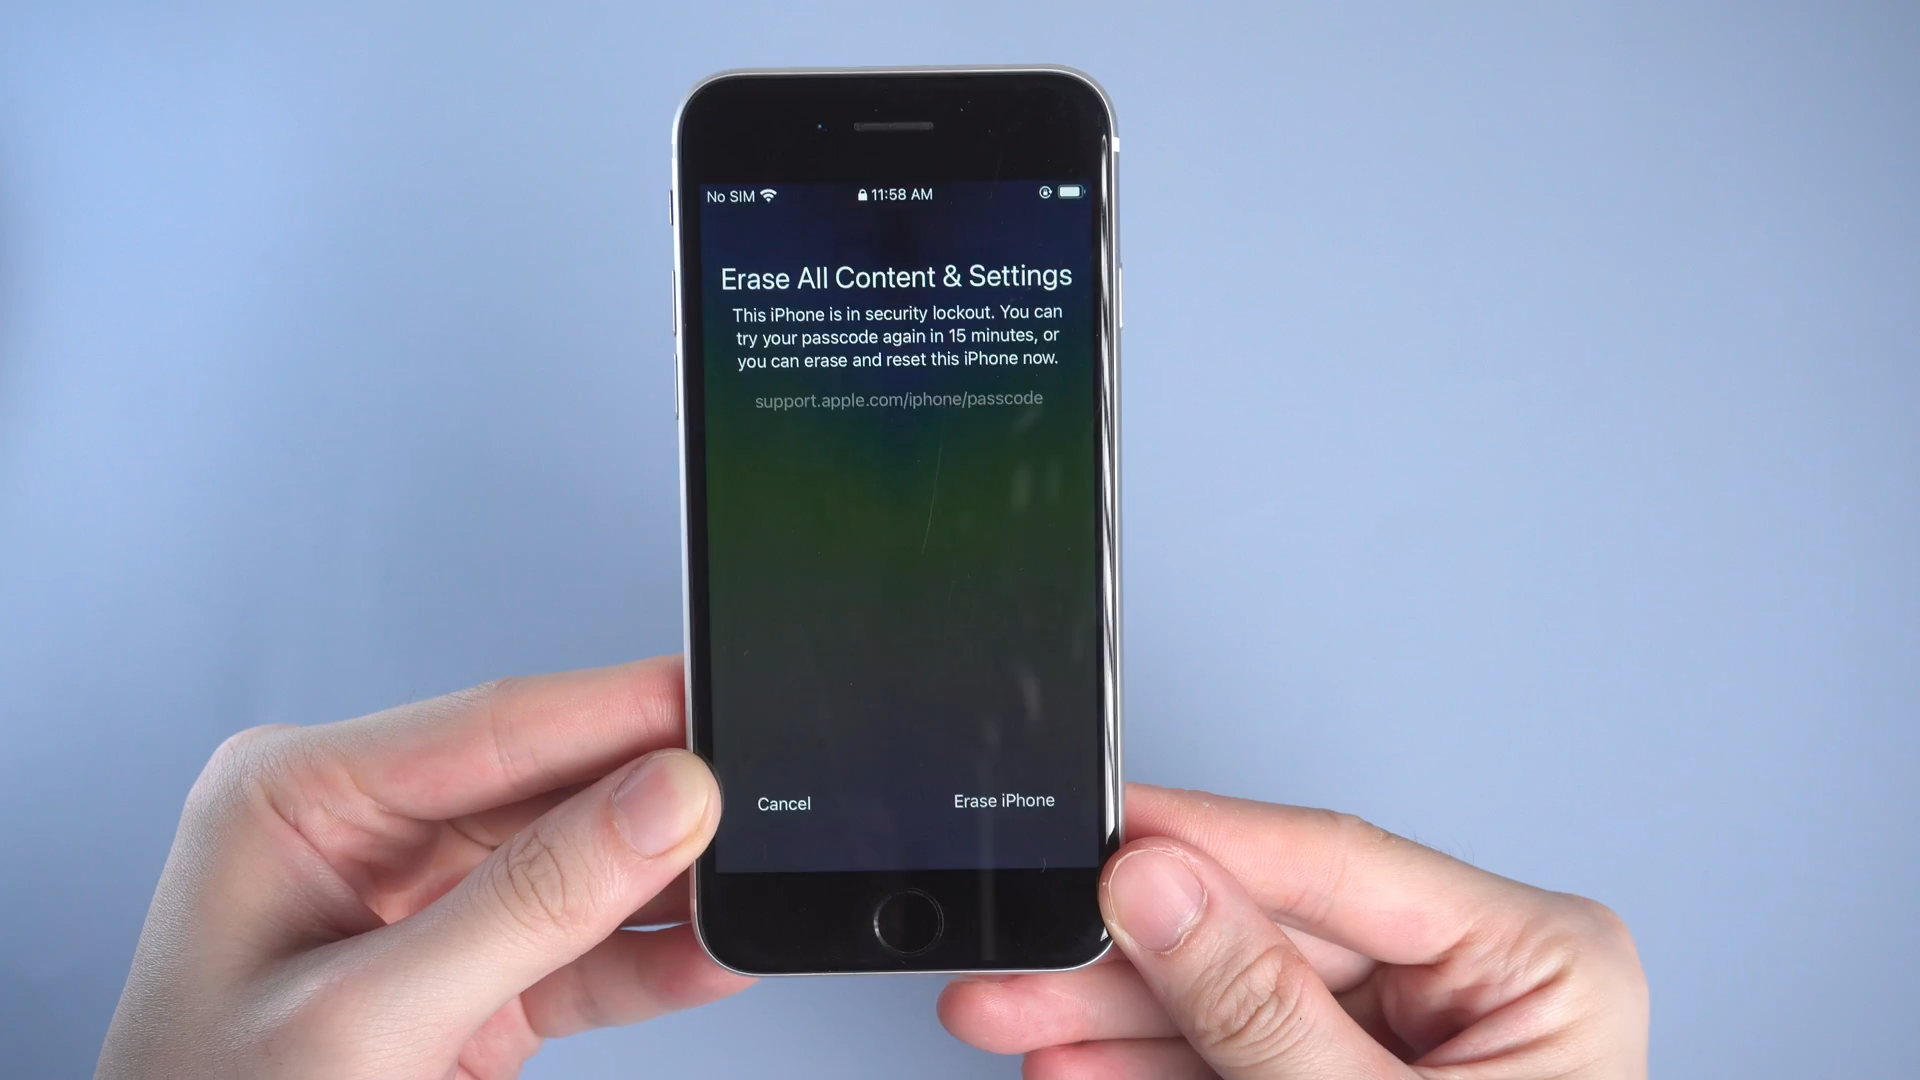 No SIM 11:58 AM
Erase All Content & Settings
This iPhone is in security lockout. You can
try your passcode again in 15 minutes, or
you can erase and reset this iPhone now.
support.apple.com/iphone/passcode
Cancel Erase iPhone